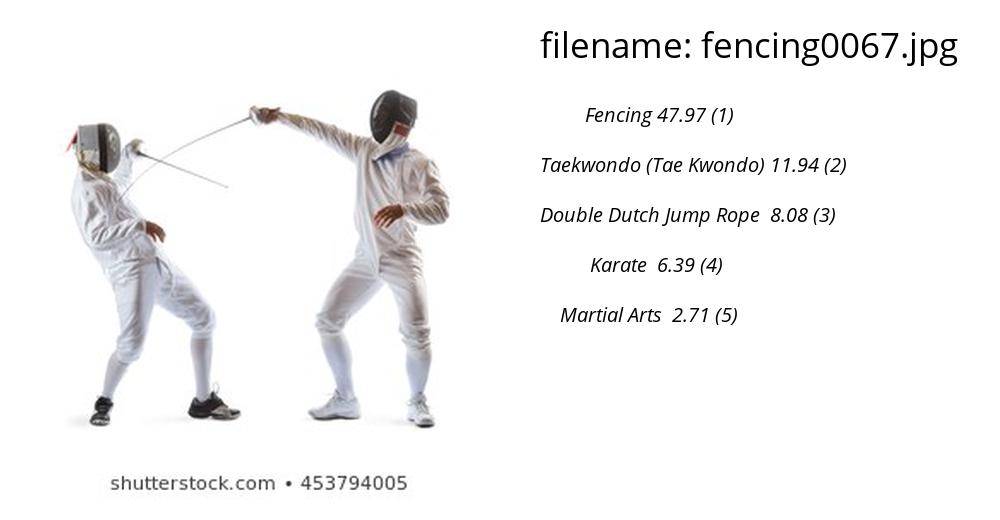 filename: fencing0067.jpg
Fencing 47.97 (1)
Taekwondo (Tae Kwondo) 11.94 (2)
Double Dutch Jump Rope 8.08 (3)
Karate 6.39 (4)
Martial Arts 2.71 (5)
shutterstock.com • 453794005